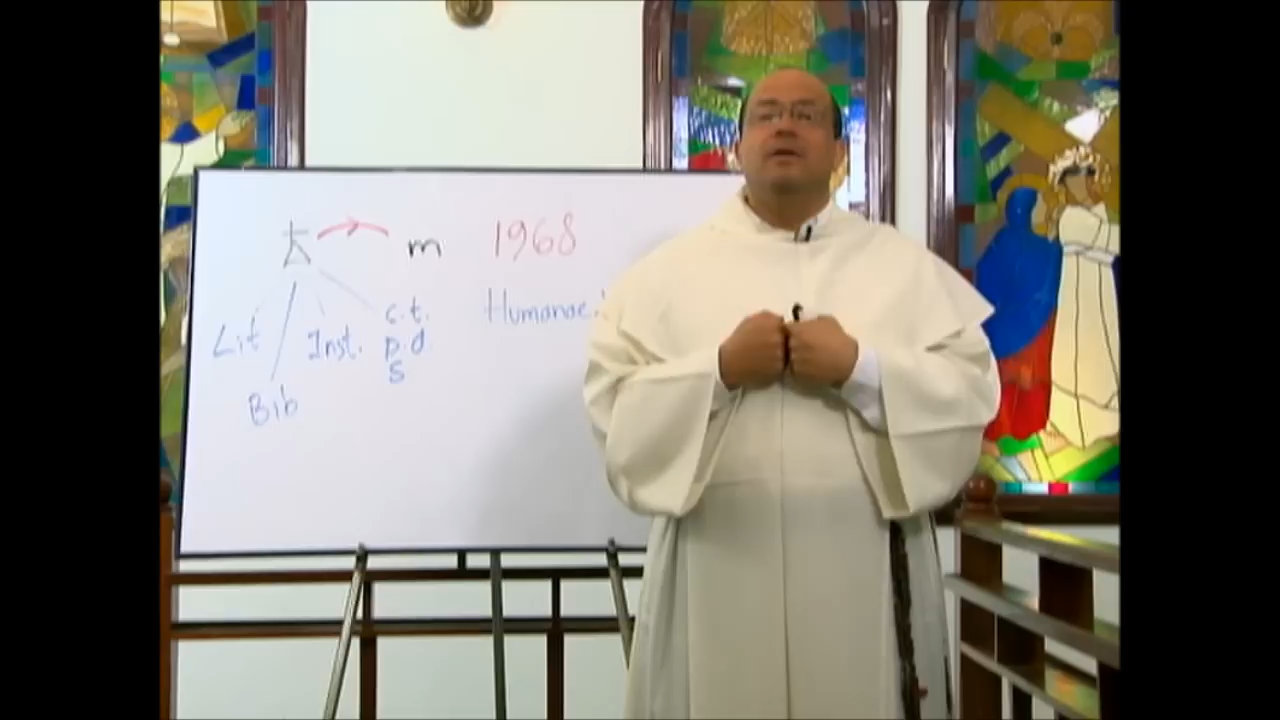 m 1968
Humanae
Lit Inst. c.t.
p.d
s
Bib